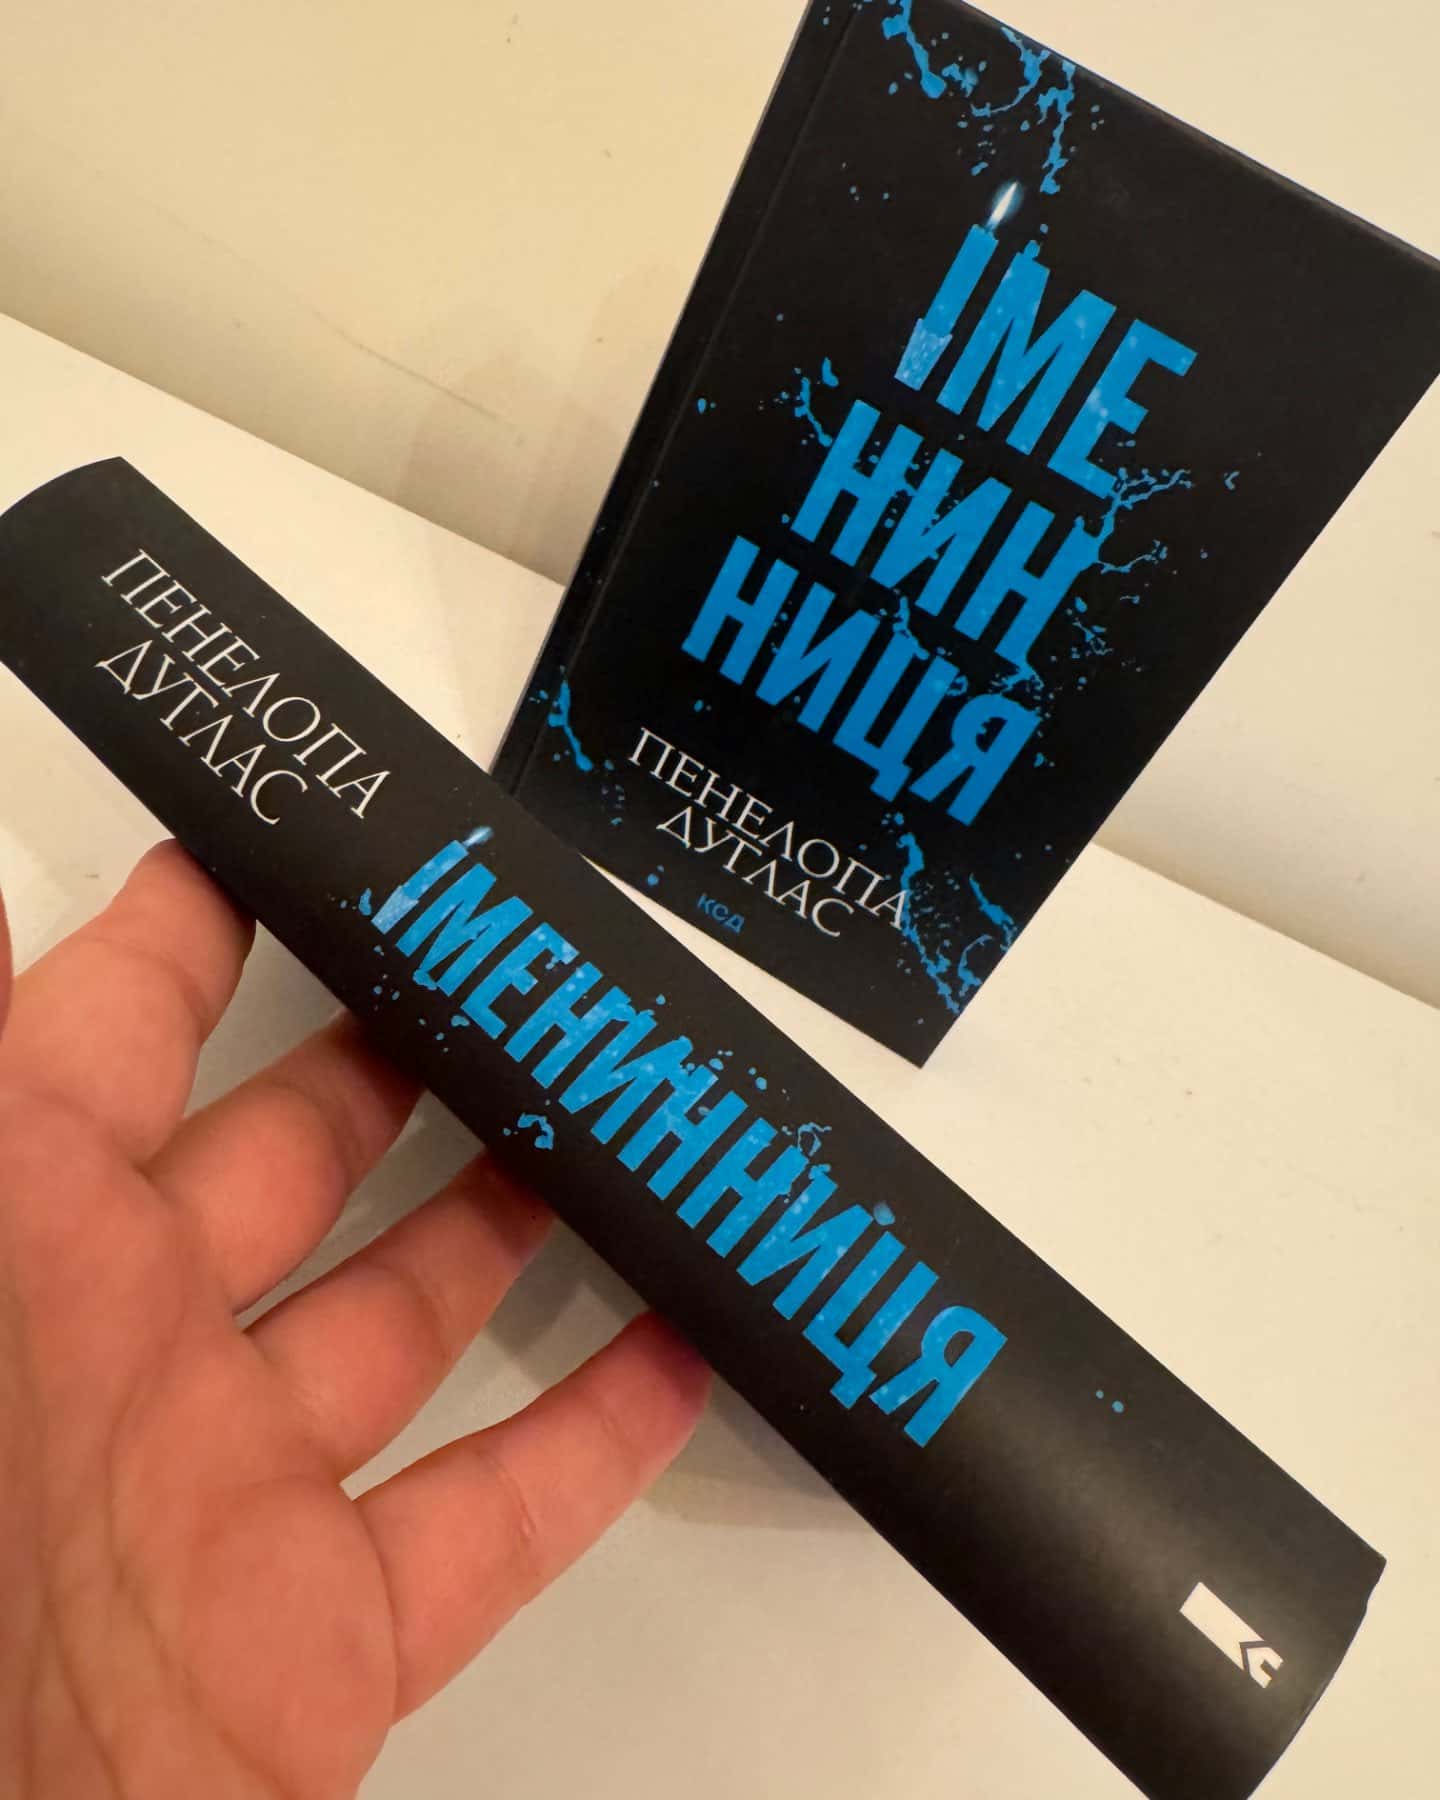 ІМЕ
НИН
НИЦЯ
ПЕНЕЛОПА
ДУГЛАС
КСД
ПЕНЕЛОПА
ДУГЛАС
ІМЕНИННИЦЯ